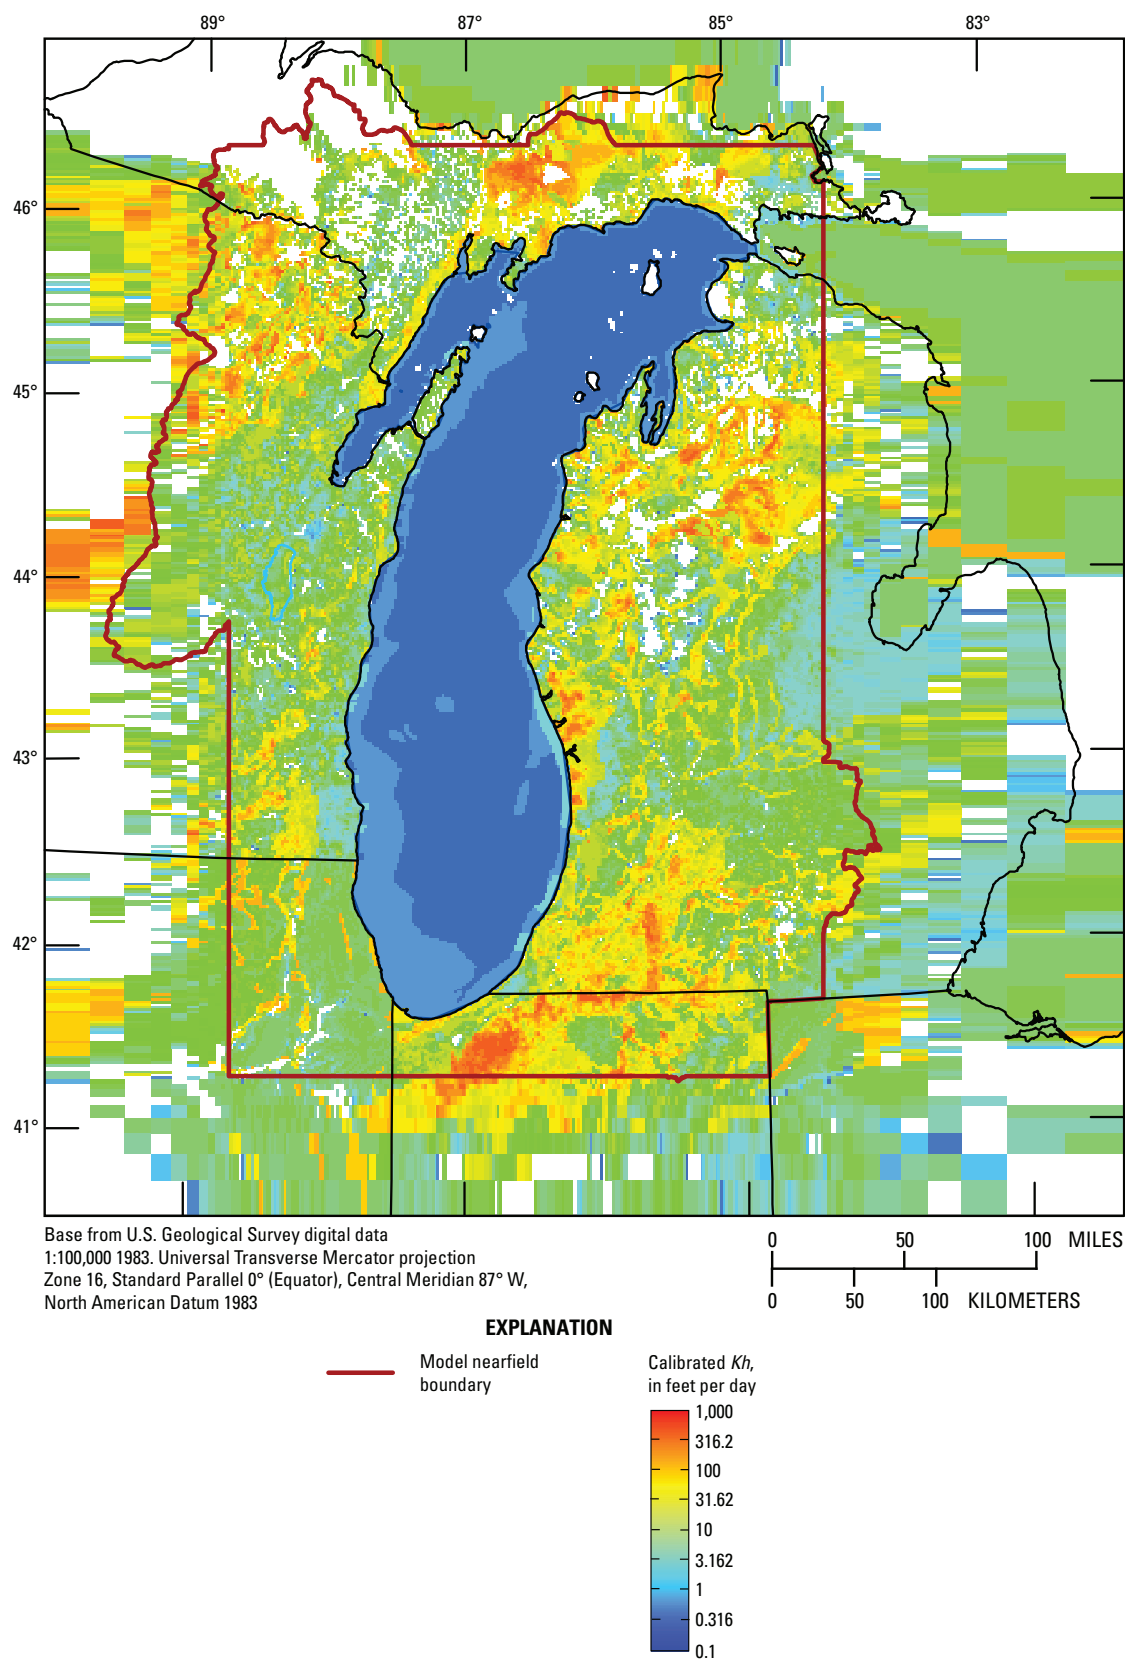 89°
87°
85°
83°
46°
45°
44°
43°
42°
41°
Base from U.S. Geological Survey digital data
1:100,000 1983. Universal Transverse Mercator projection
Zone 16, Standard Parallel 0° (Equator), Central Meridian 87° W,
North American Datum 1983
0 50 100 MILES
0 50 100 KILOMETERS
EXPLANATION
Model nearfield
boundary
Calibrated Kh,
in feet per day
1,000
316.2
100
31.62
10
3.162
1
0.316
0.1